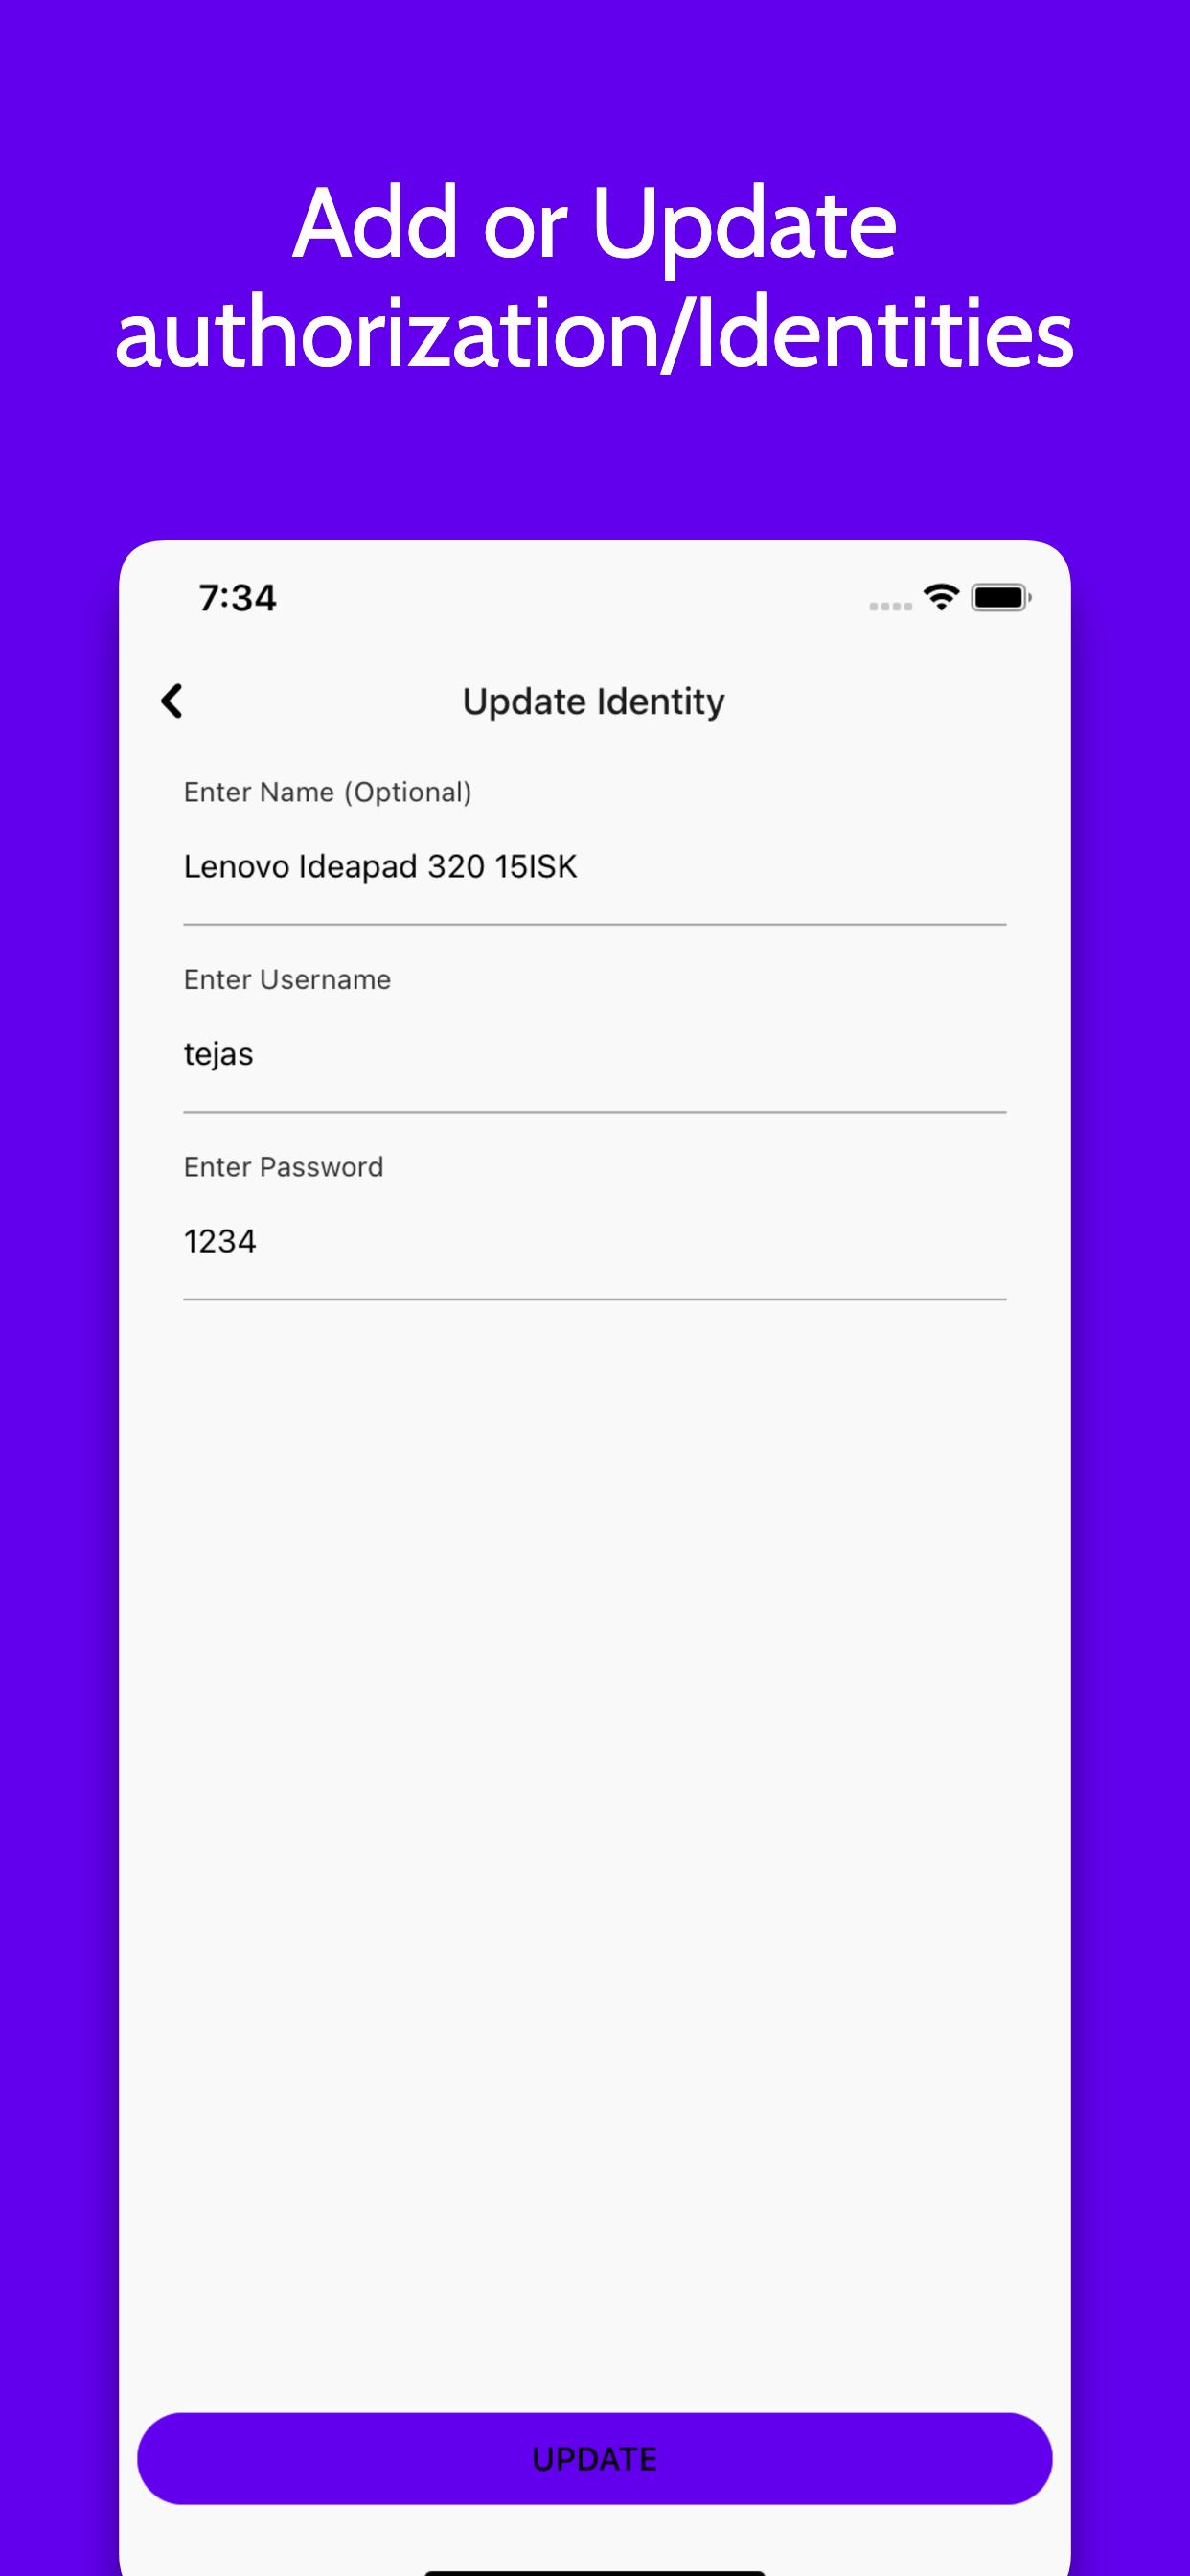 Add or Update
authorization/Identities
7:34
Update Identity
Enter Name (Optional)
Lenovo Ideapad 320 15ISK
Enter Username
tejas
Enter Password
1234
UPDATE